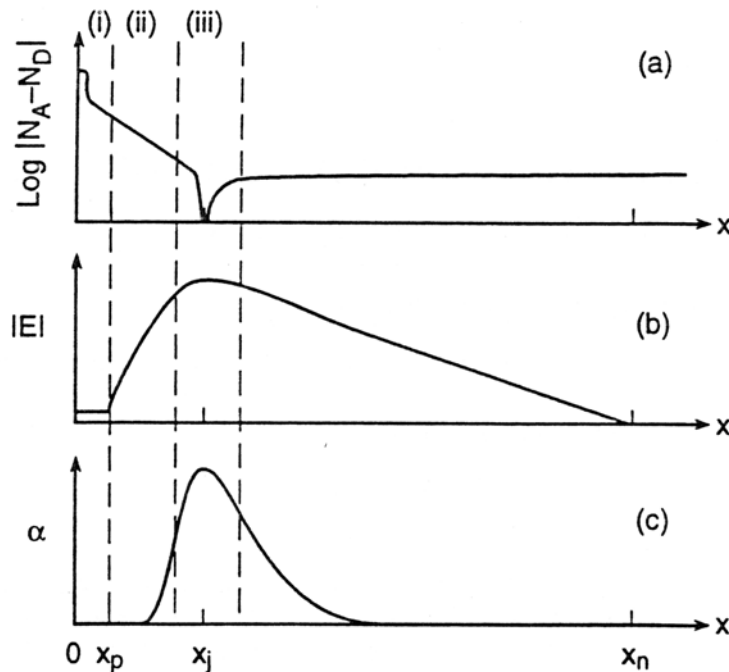 (i) (ii) (iii)
(a)
Log |N_A–N_D|
x
(b)
|E|
x
(c)
α
x
0 x_p x_j x_n